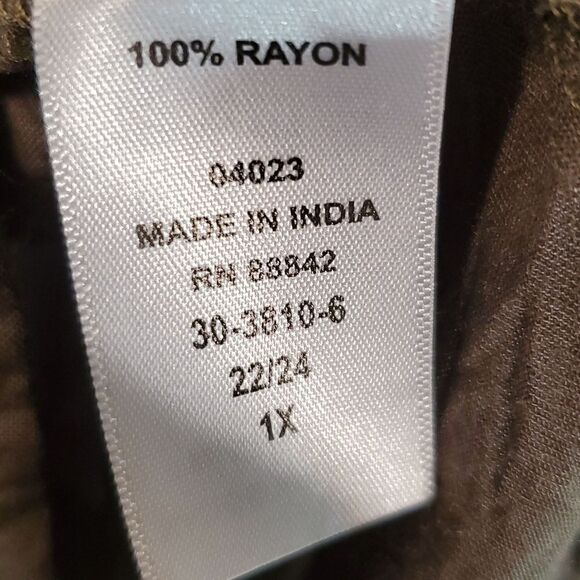 100% RAYON
04023
MADE IN INDIA
RN 88842
30-3810-6
22/24
1X